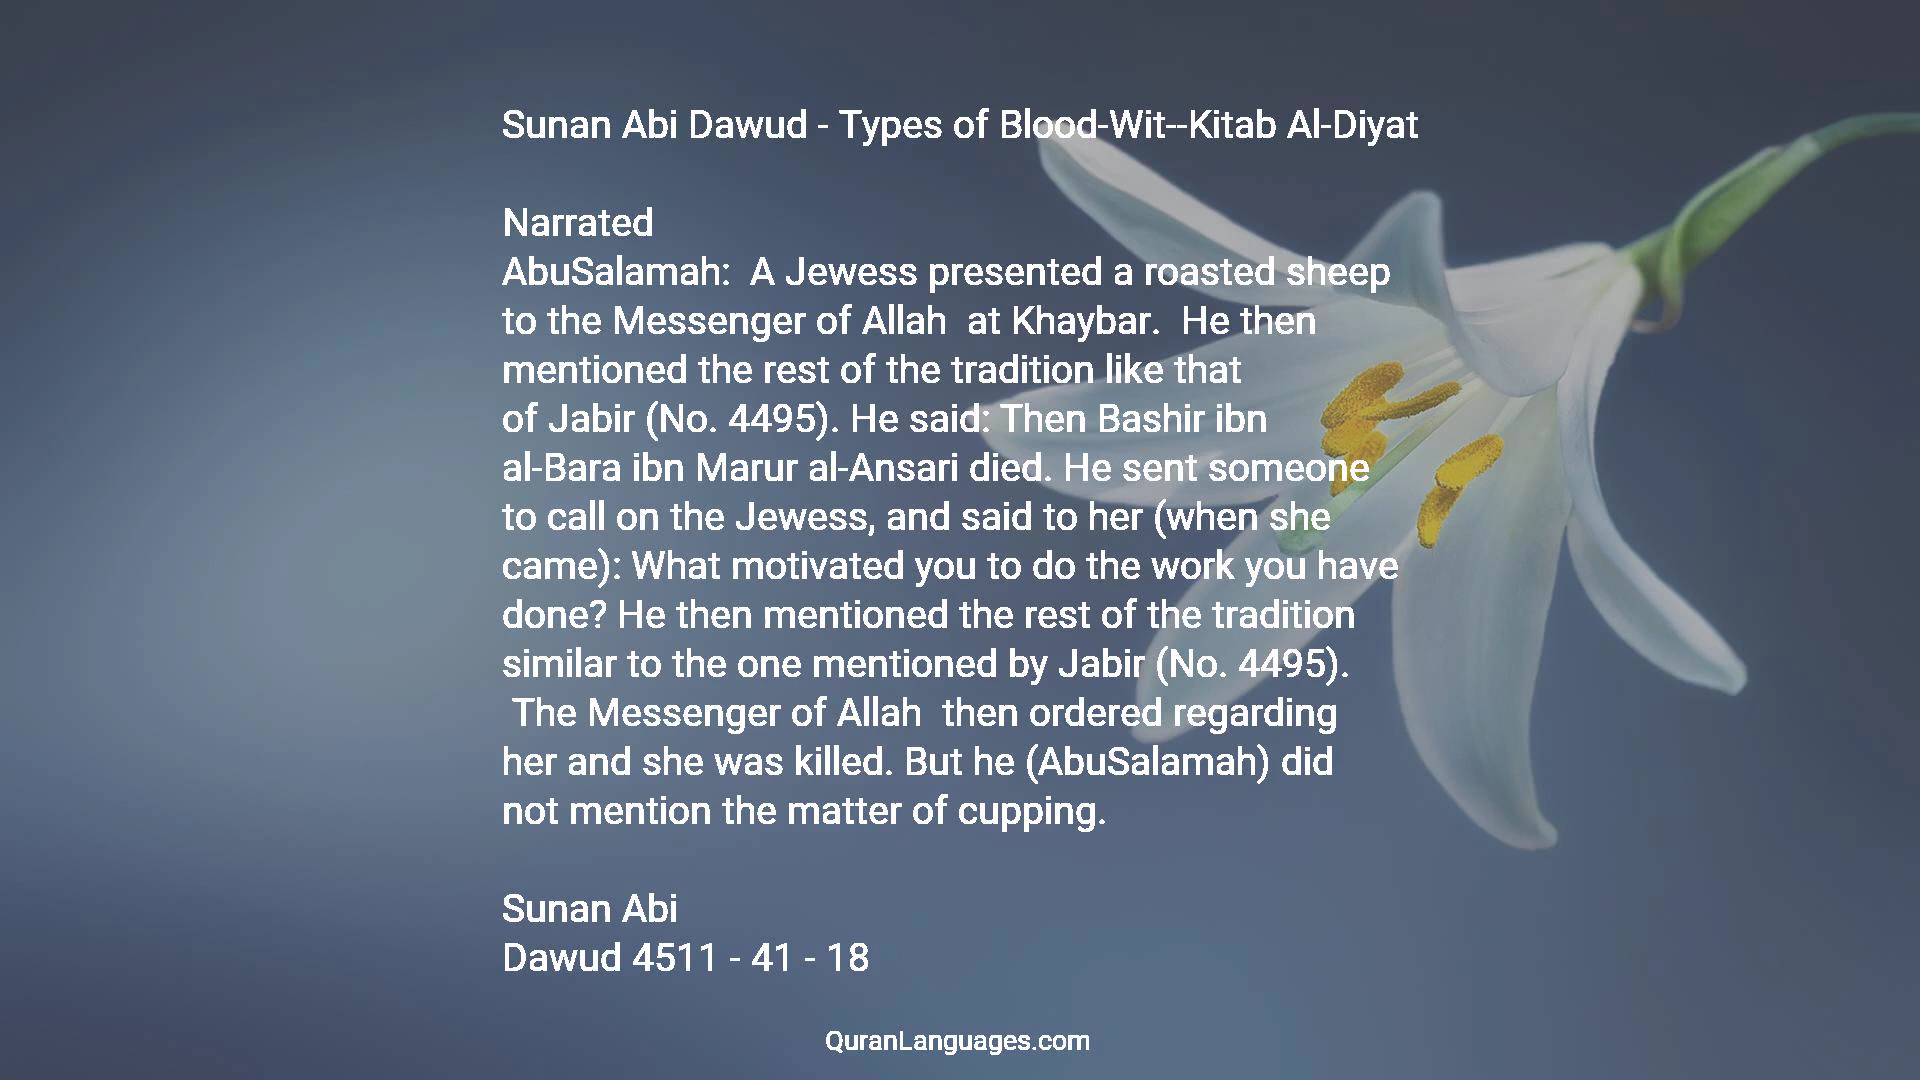 Sunan Abi Dawud - Types of Blood-Wit--Kitab Al-Diyat
Narrated
AbuSalamah:  A Jewess presented a roasted sheep
to the Messenger of Allah  at Khaybar.  He then
mentioned the rest of the tradition like that
of Jabir (No. 4495). He said: Then Bashir ibn
al-Bara ibn Marur al-Ansari died. He sent someone
to call on the Jewess, and said to her (when she
came): What motivated you to do the work you have
done? He then mentioned the rest of the tradition
similar to the one mentioned by Jabir (No. 4495).
The Messenger of Allah  then ordered regarding
her and she was killed. But he (AbuSalamah) did
not mention the matter of cupping.
Sunan Abi
Dawud 4511 - 41 - 18
QuranLanguages.com